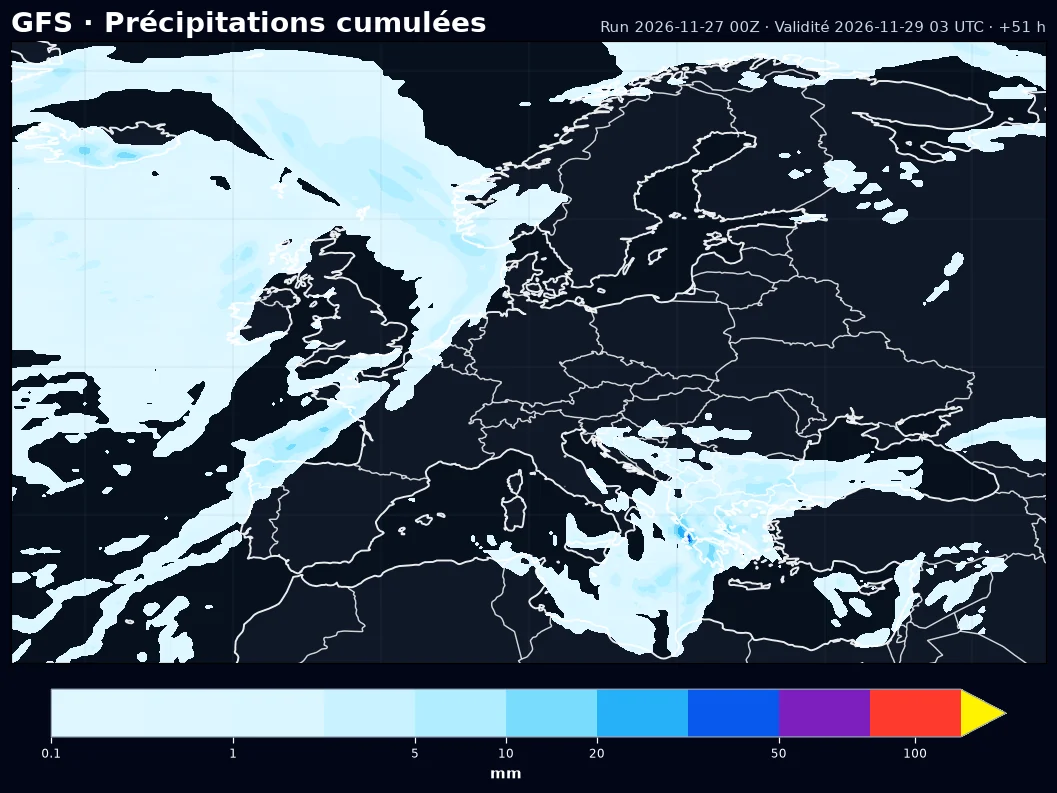 GFS · Précipitations cumulées
Run 2026-11-27 00Z · Validité 2026-11-29 03 UTC · +51 h
0.1 1 5 10 20 50 100
mm